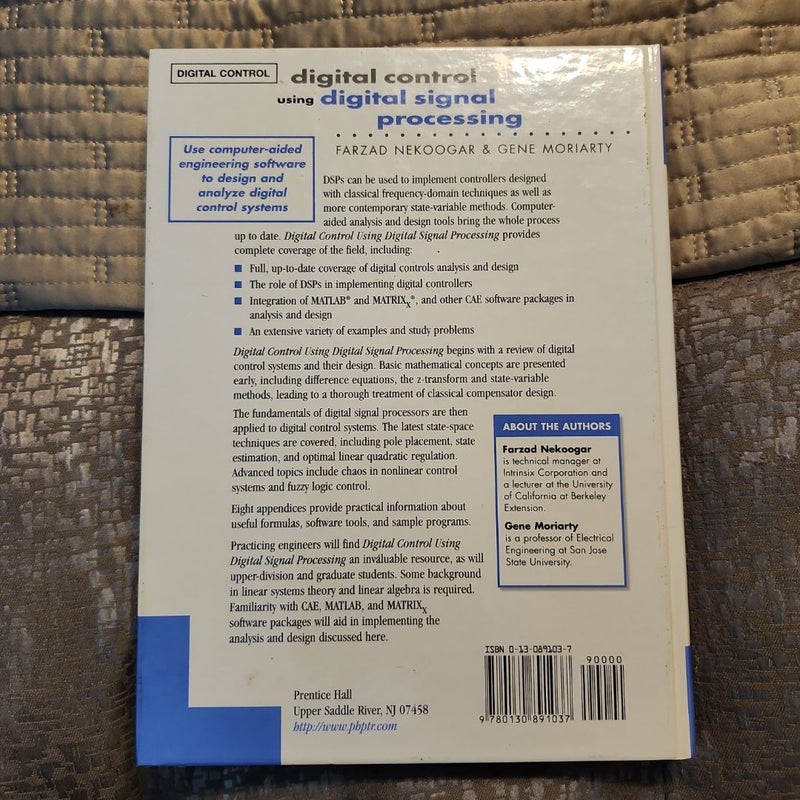 DIGITAL CONTROL
digital control
using digital signal
processing
FARZAD NEKOOGAR & GENE MORIARTY
Use computer-aided
engineering software
to design and
analyze digital
control systems
DSPs can be used to implement controllers designed
with classical frequency-domain techniques as well as
more contemporary state-variable methods. Computer-
aided analysis and design tools bring the whole process
up to date. Digital Control Using Digital Signal Processing provides
complete coverage of the field, including:
■ Full, up-to-date coverage of digital controls analysis and design
■ The role of DSPs in implementing digital controllers
■ Integration of MATLAB® and MATRIXx®, and other CAE software packages in
analysis and design
■ An extensive variety of examples and study problems
Digital Control Using Digital Signal Processing begins with a review of digital
control systems and their design. Basic mathematical concepts are presented
early, including difference equations, the z-transform and state-variable
methods, leading to a thorough treatment of classical compensator design.
The fundamentals of digital signal processors are then
applied to digital control systems. The latest state-space
techniques are covered, including pole placement, state
estimation, and optimal linear quadratic regulation.
Advanced topics include chaos in nonlinear control
systems and fuzzy logic control.
Eight appendices provide practical information about
useful formulas, software tools, and sample programs.
Practicing engineers will find Digital Control Using
Digital Signal Processing an invaluable resource, as will
upper-division and graduate students. Some background
in linear systems theory and linear algebra is required.
Familiarity with CAE, MATLAB, and MATRIXx
software packages will aid in implementing the
analysis and design discussed here.
ABOUT THE AUTHORS
Farzad Nekoogar
is technical manager at
Intrinsix Corporation and
a lecturer at the University
of California at Berkeley
Extension.
Gene Moriarty
is a professor of Electrical
Engineering at San Jose
State University.
Prentice Hall
Upper Saddle River, NJ 07458
http://www.phptr.com
ISBN 0-13-089103-7
90000
9 780130 891037